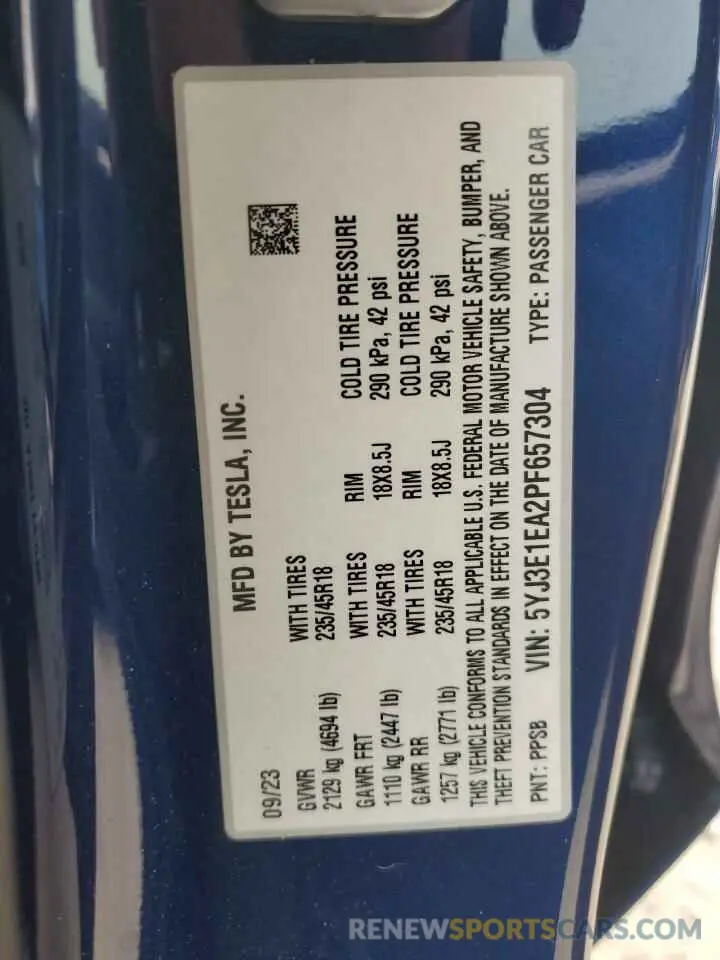 MFD BY TESLA, INC.
09/23
GVWR WITH TIRES RIM COLD TIRE PRESSURE
2129 kg (4694 lb) 235/45R18 18X8.5J 290 kPa, 42 psi
GAWR FRT WITH TIRES RIM COLD TIRE PRESSURE
1110 kg (2447 lb) 235/45R18 18X8.5J 290 kPa, 42 psi
GAWR RR WITH TIRES
1257 kg (2771 lb) 235/45R18
THIS VEHICLE CONFORMS TO ALL APPLICABLE U.S. FEDERAL MOTOR VEHICLE SAFETY, BUMPER, AND
THEFT PREVENTION STANDARDS IN EFFECT ON THE DATE OF MANUFACTURE SHOWN ABOVE.
PNT: PPSB VIN: 5YJ3E1EA2PF657304 TYPE: PASSENGER CAR
RENEWSPORTSCARS.COM